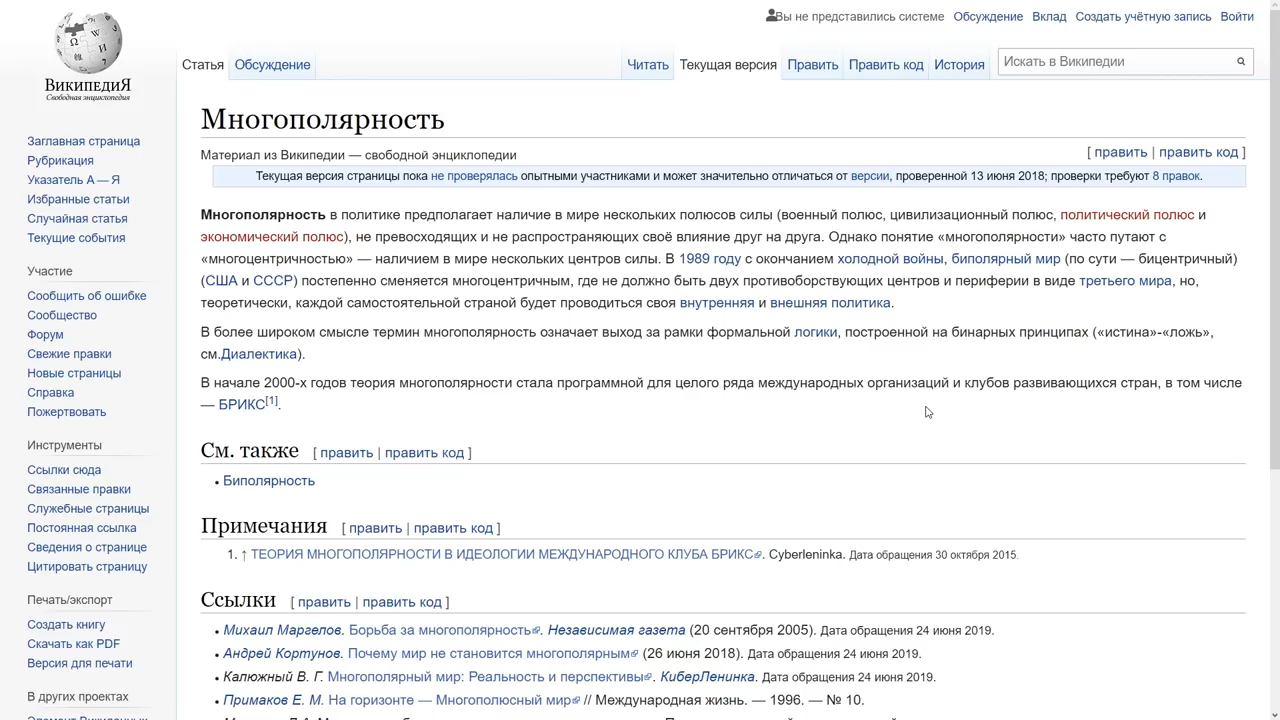 Вы не представились системе Обсуждение Вклад Создать учётную запись Войти
Статья Обсуждение Читать Текущая версия Править Править код История Искать в Википедии
ВикипедиЯ
Свободная энциклопедия
Заглавная страница
Рубрикация
Указатель А — Я
Избранные статьи
Случайная статья
Текущие события
Участие
Сообщить об ошибке
Сообщество
Форум
Свежие правки
Новые страницы
Справка
Пожертвовать
Инструменты
Ссылки сюда
Связанные правки
Служебные страницы
Постоянная ссылка
Сведения о странице
Цитировать страницу
Печать/экспорт
Создать книгу
Скачать как PDF
Версия для печати
В других проектах
Многополярность
Материал из Википедии — свободной энциклопедии [ править | править код ]
Текущая версия страницы пока не проверялась опытными участниками и может значительно отличаться от версии, проверенной 13 июня 2018; проверки требуют 8 правок.
Многополярность в политике предполагает наличие в мире нескольких полюсов силы (военный полюс, цивилизационный полюс, политический полюс и
экономический полюс), не превосходящих и не распространяющих своё влияние друг на друга. Однако понятие «многополярности» часто путают с
«многоцентричностью» — наличием в мире нескольких центров силы. В 1989 году с окончанием холодной войны, биполярный мир (по сути — бицентричный)
(США и СССР) постепенно сменяется многоцентричным, где не должно быть двух противоборствующих центров и периферии в виде третьего мира, но,
теоретически, каждой самостоятельной страной будет проводиться своя внутренняя и внешняя политика.
В более широком смысле термин многополярность означает выход за рамки формальной логики, построенной на бинарных принципах («истина»-«ложь»,
см.Диалектика).
В начале 2000-х годов теория многополярности стала программной для целого ряда международных организаций и клубов развивающихся стран, в том числе
— БРИКС[1].
См. также [ править | править код ]
• Биполярность
Примечания [ править | править код ]
1. ↑ ТЕОРИЯ МНОГОПОЛЯРНОСТИ В ИДЕОЛОГИИ МЕЖДУНАРОДНОГО КЛУБА БРИКС. Cyberleninka. Дата обращения 30 октября 2015.
Ссылки [ править | править код ]
• Михаил Маргелов. Борьба за многополярность. Независимая газета (20 сентября 2005). Дата обращения 24 июня 2019.
• Андрей Кортунов. Почему мир не становится многополярным (26 июня 2018). Дата обращения 24 июня 2019.
• Калюжный В. Г. Многополярный мир: Реальность и перспективы. КиберЛенинка. Дата обращения 24 июня 2019.
• Примаков Е. М. На горизонте — Многополюсный мир // Международная жизнь. — 1996. — № 10.